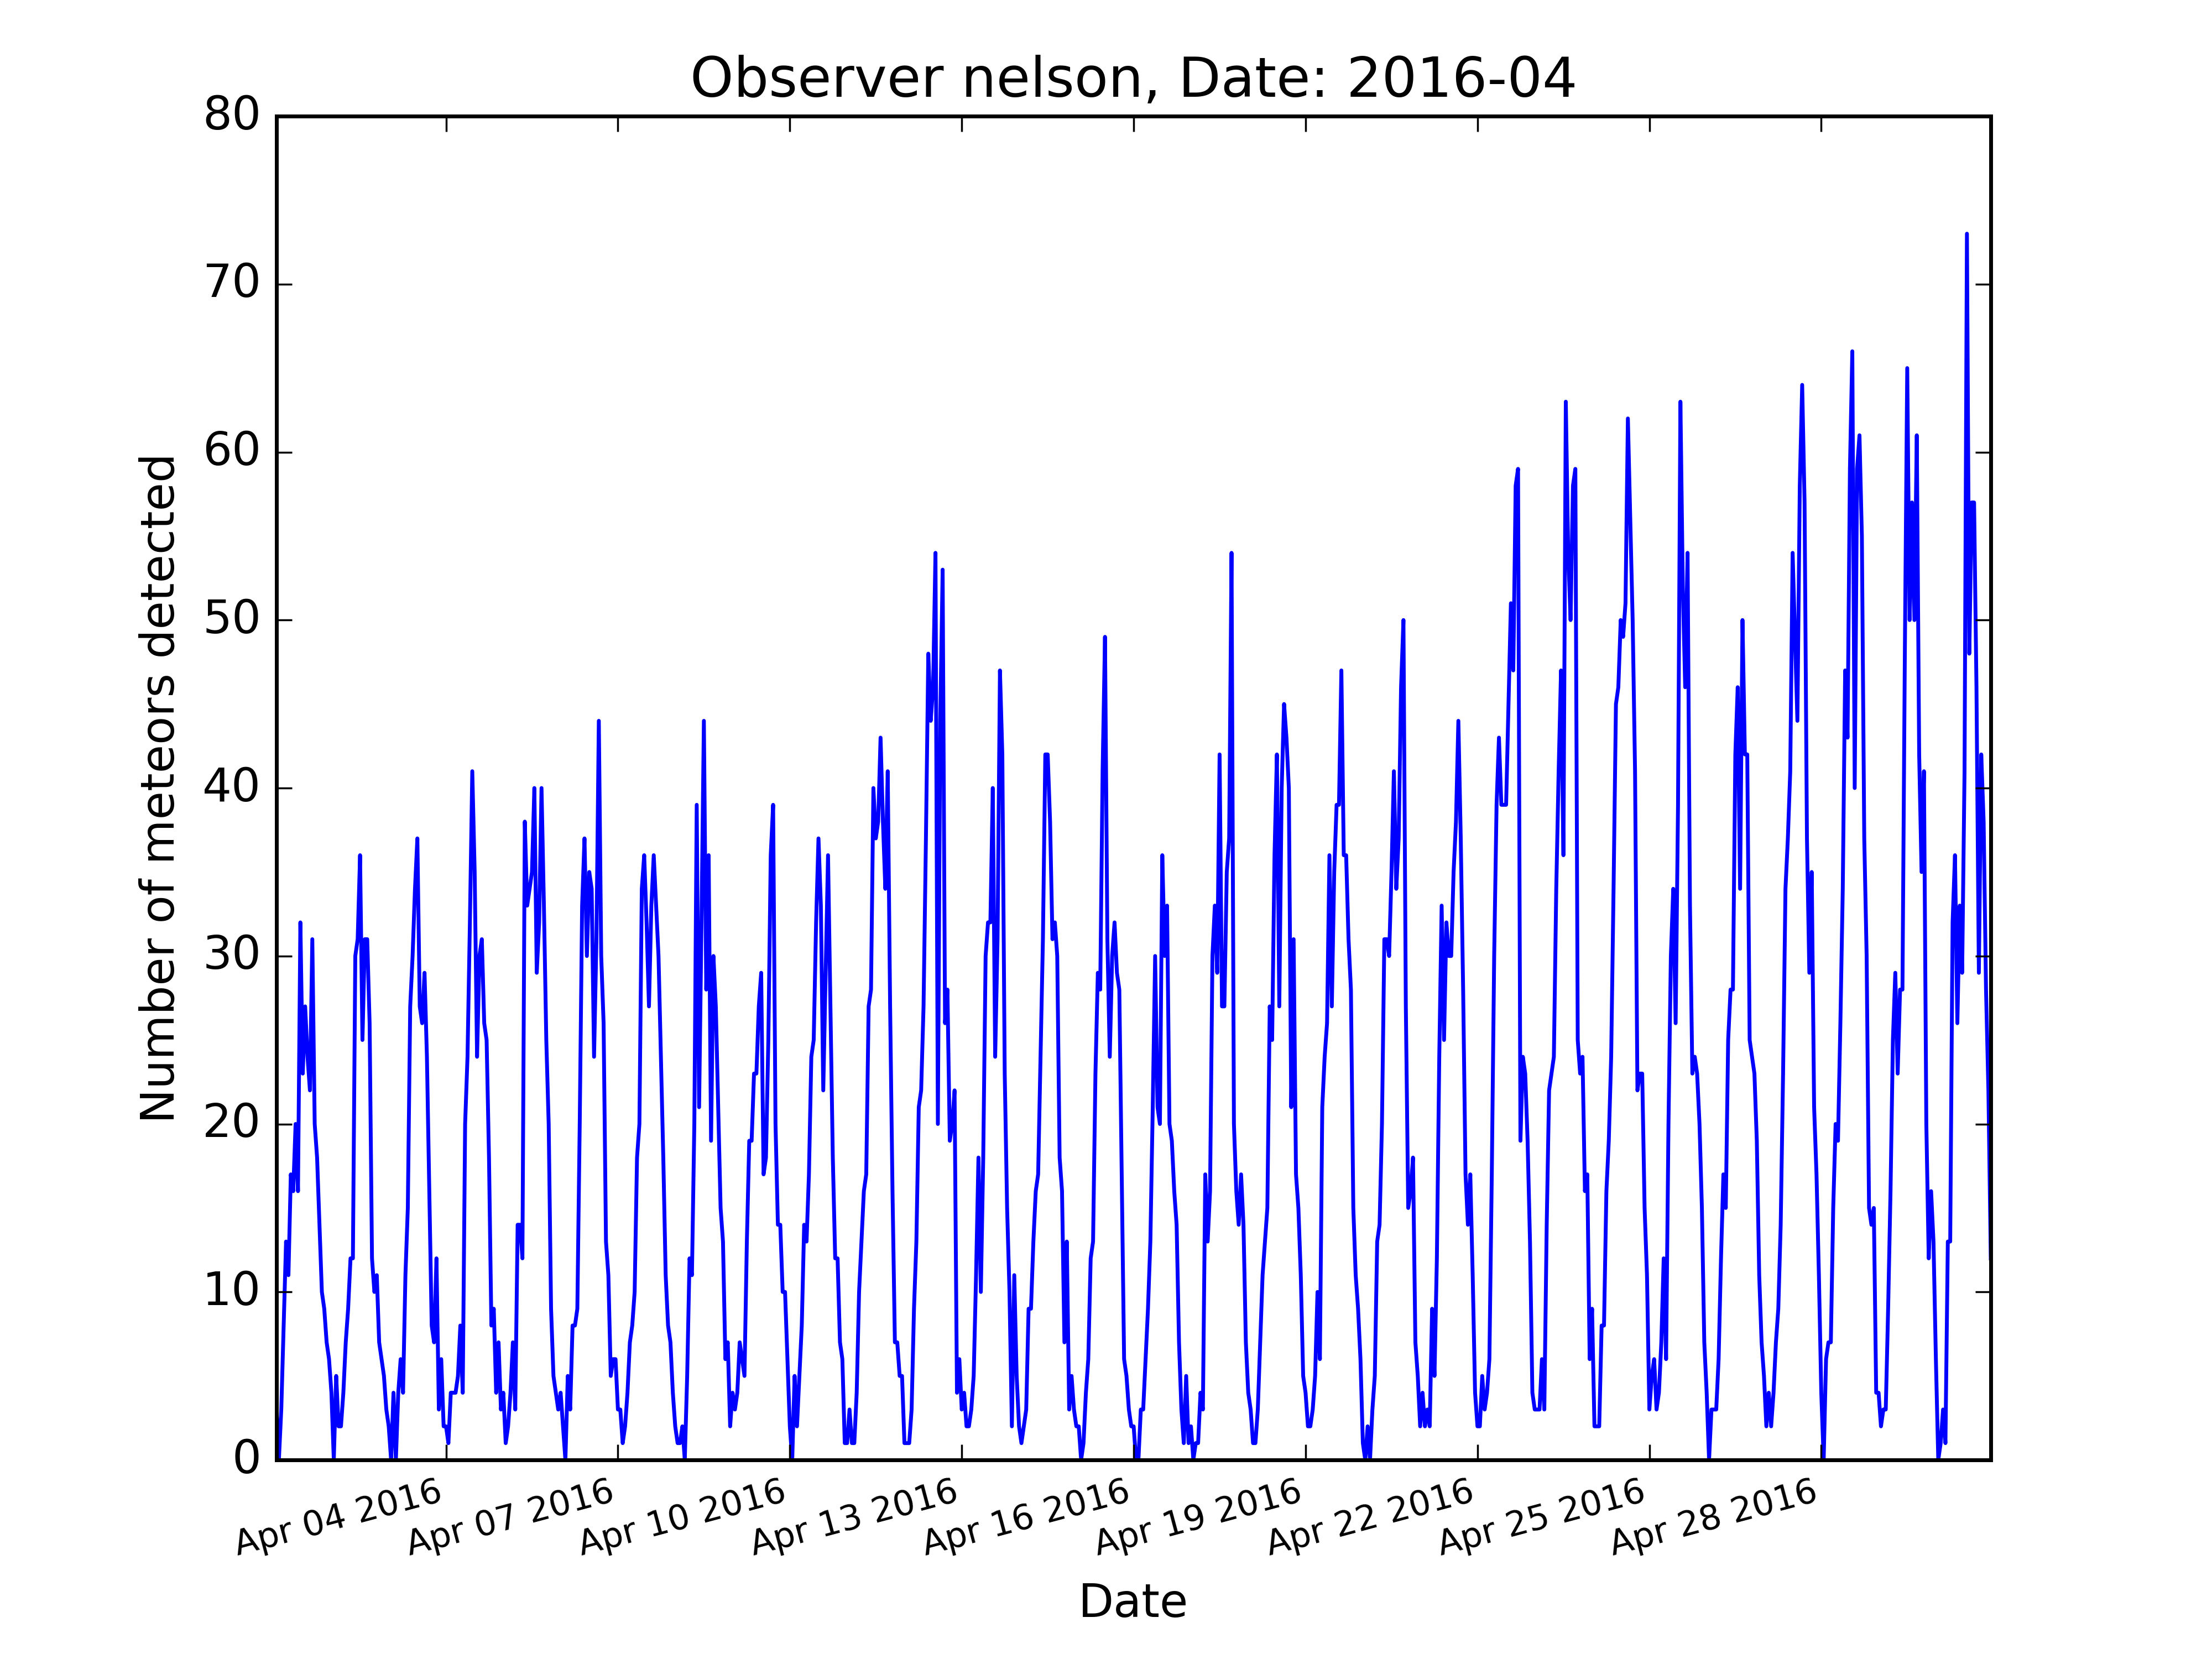 Observer nelson, Date: 2016-04
Number of meteors detected
80
70
60
50
40
30
20
10
0
Apr 04 2016
Apr 07 2016
Apr 10 2016
Apr 13 2016
Apr 16 2016
Apr 19 2016
Apr 22 2016
Apr 25 2016
Apr 28 2016
Date